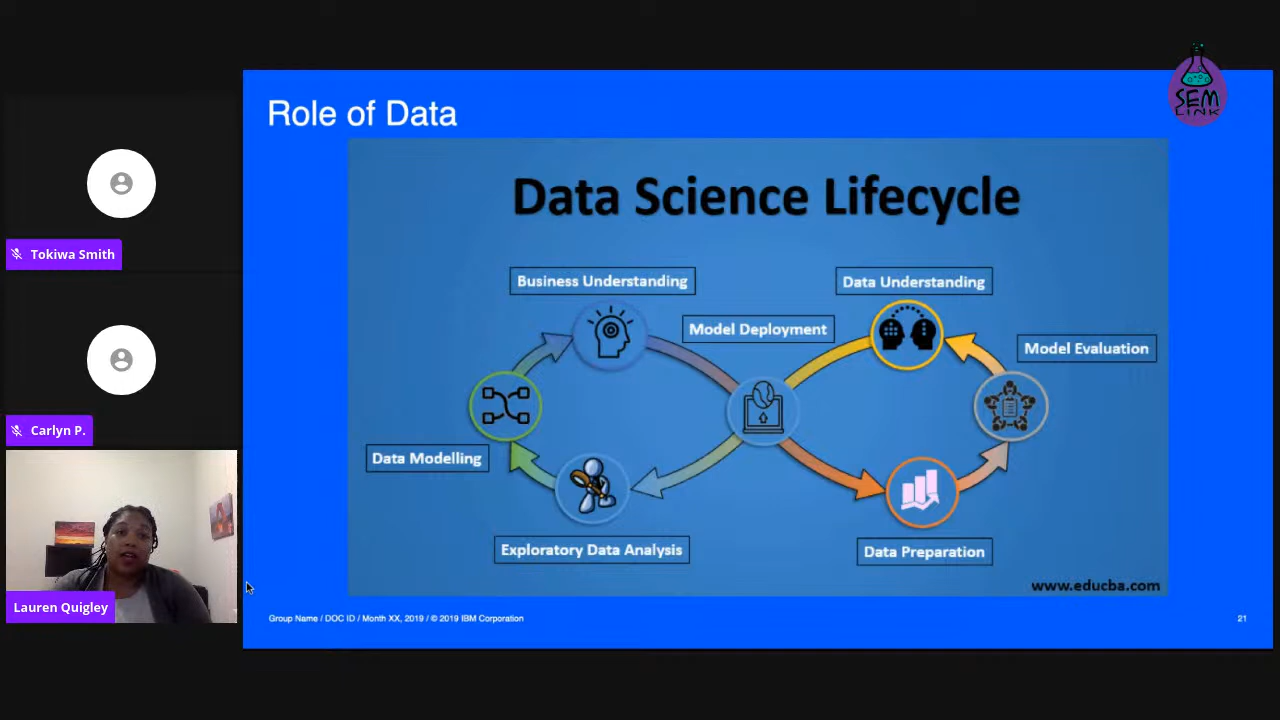 SEM
LINK
Role of Data
Data Science Lifecycle
Business Understanding
Data Understanding
Model Deployment
Model Evaluation
Data Modelling
Exploratory Data Analysis
Data Preparation
www.educba.com
Group Name / DOC ID / Month XX, 2019 / © 2019 IBM Corporation
21
Tokiwa Smith
Carlyn P.
Lauren Quigley